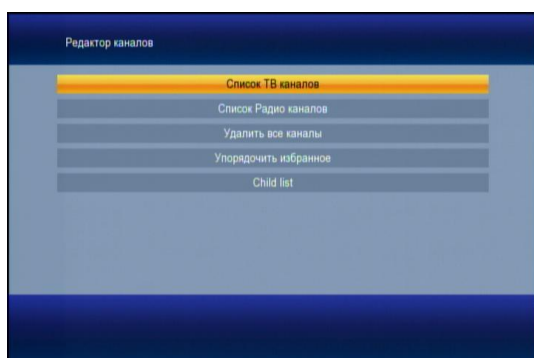 Редактор каналов
Список ТВ каналов
Список Радио каналов
Удалить все каналы
Упорядочить избранное
Child list